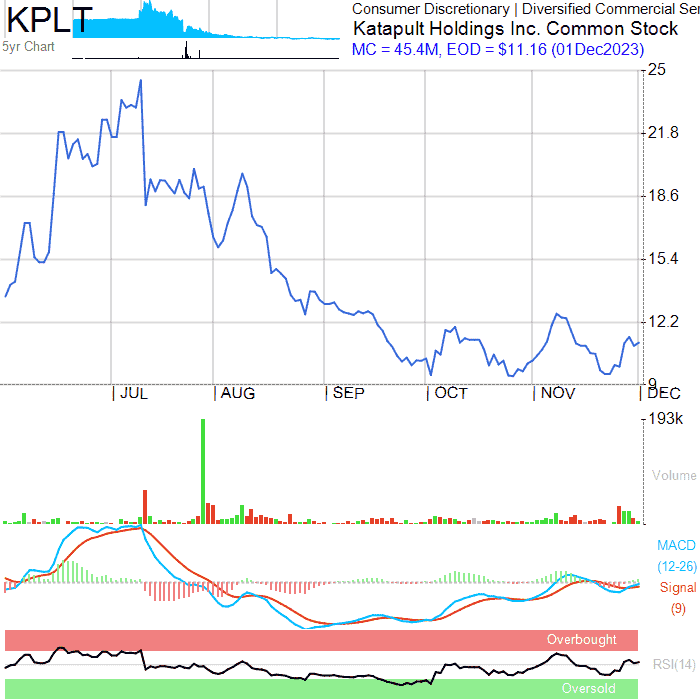 KPLT
5yr Chart
Consumer Discretionary | Diversified Commercial Ser
Katapult Holdings Inc. Common Stock
MC = 45.4M, EOD = $11.16 (01Dec2023)
25
21.8
18.6
15.4
12.2
9
JUL AUG SEP OCT NOV DEC
193k
Volume
MACD
(12-26)
Signal
(9)
Overbought
RSI(14)
Oversold